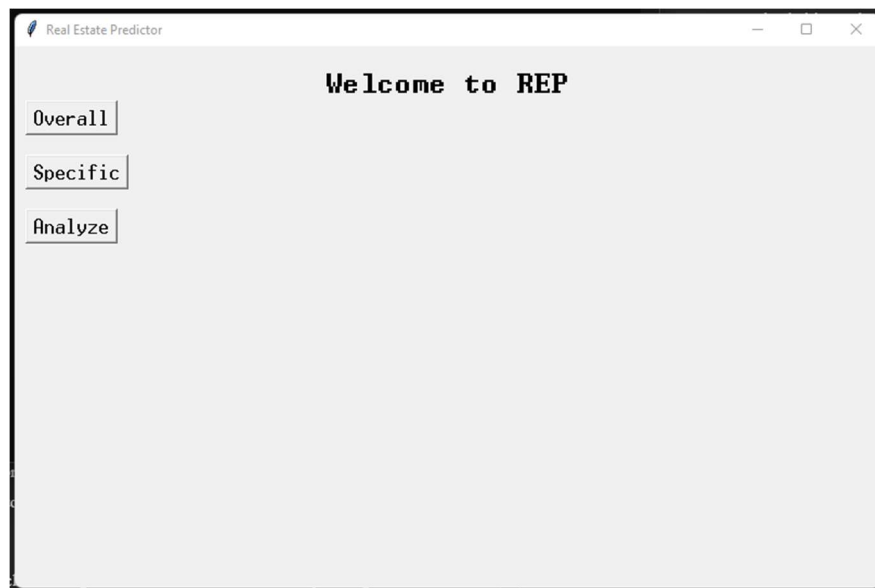 Real Estate Predictor
Welcome to REP
Overall
Specific
Analyze